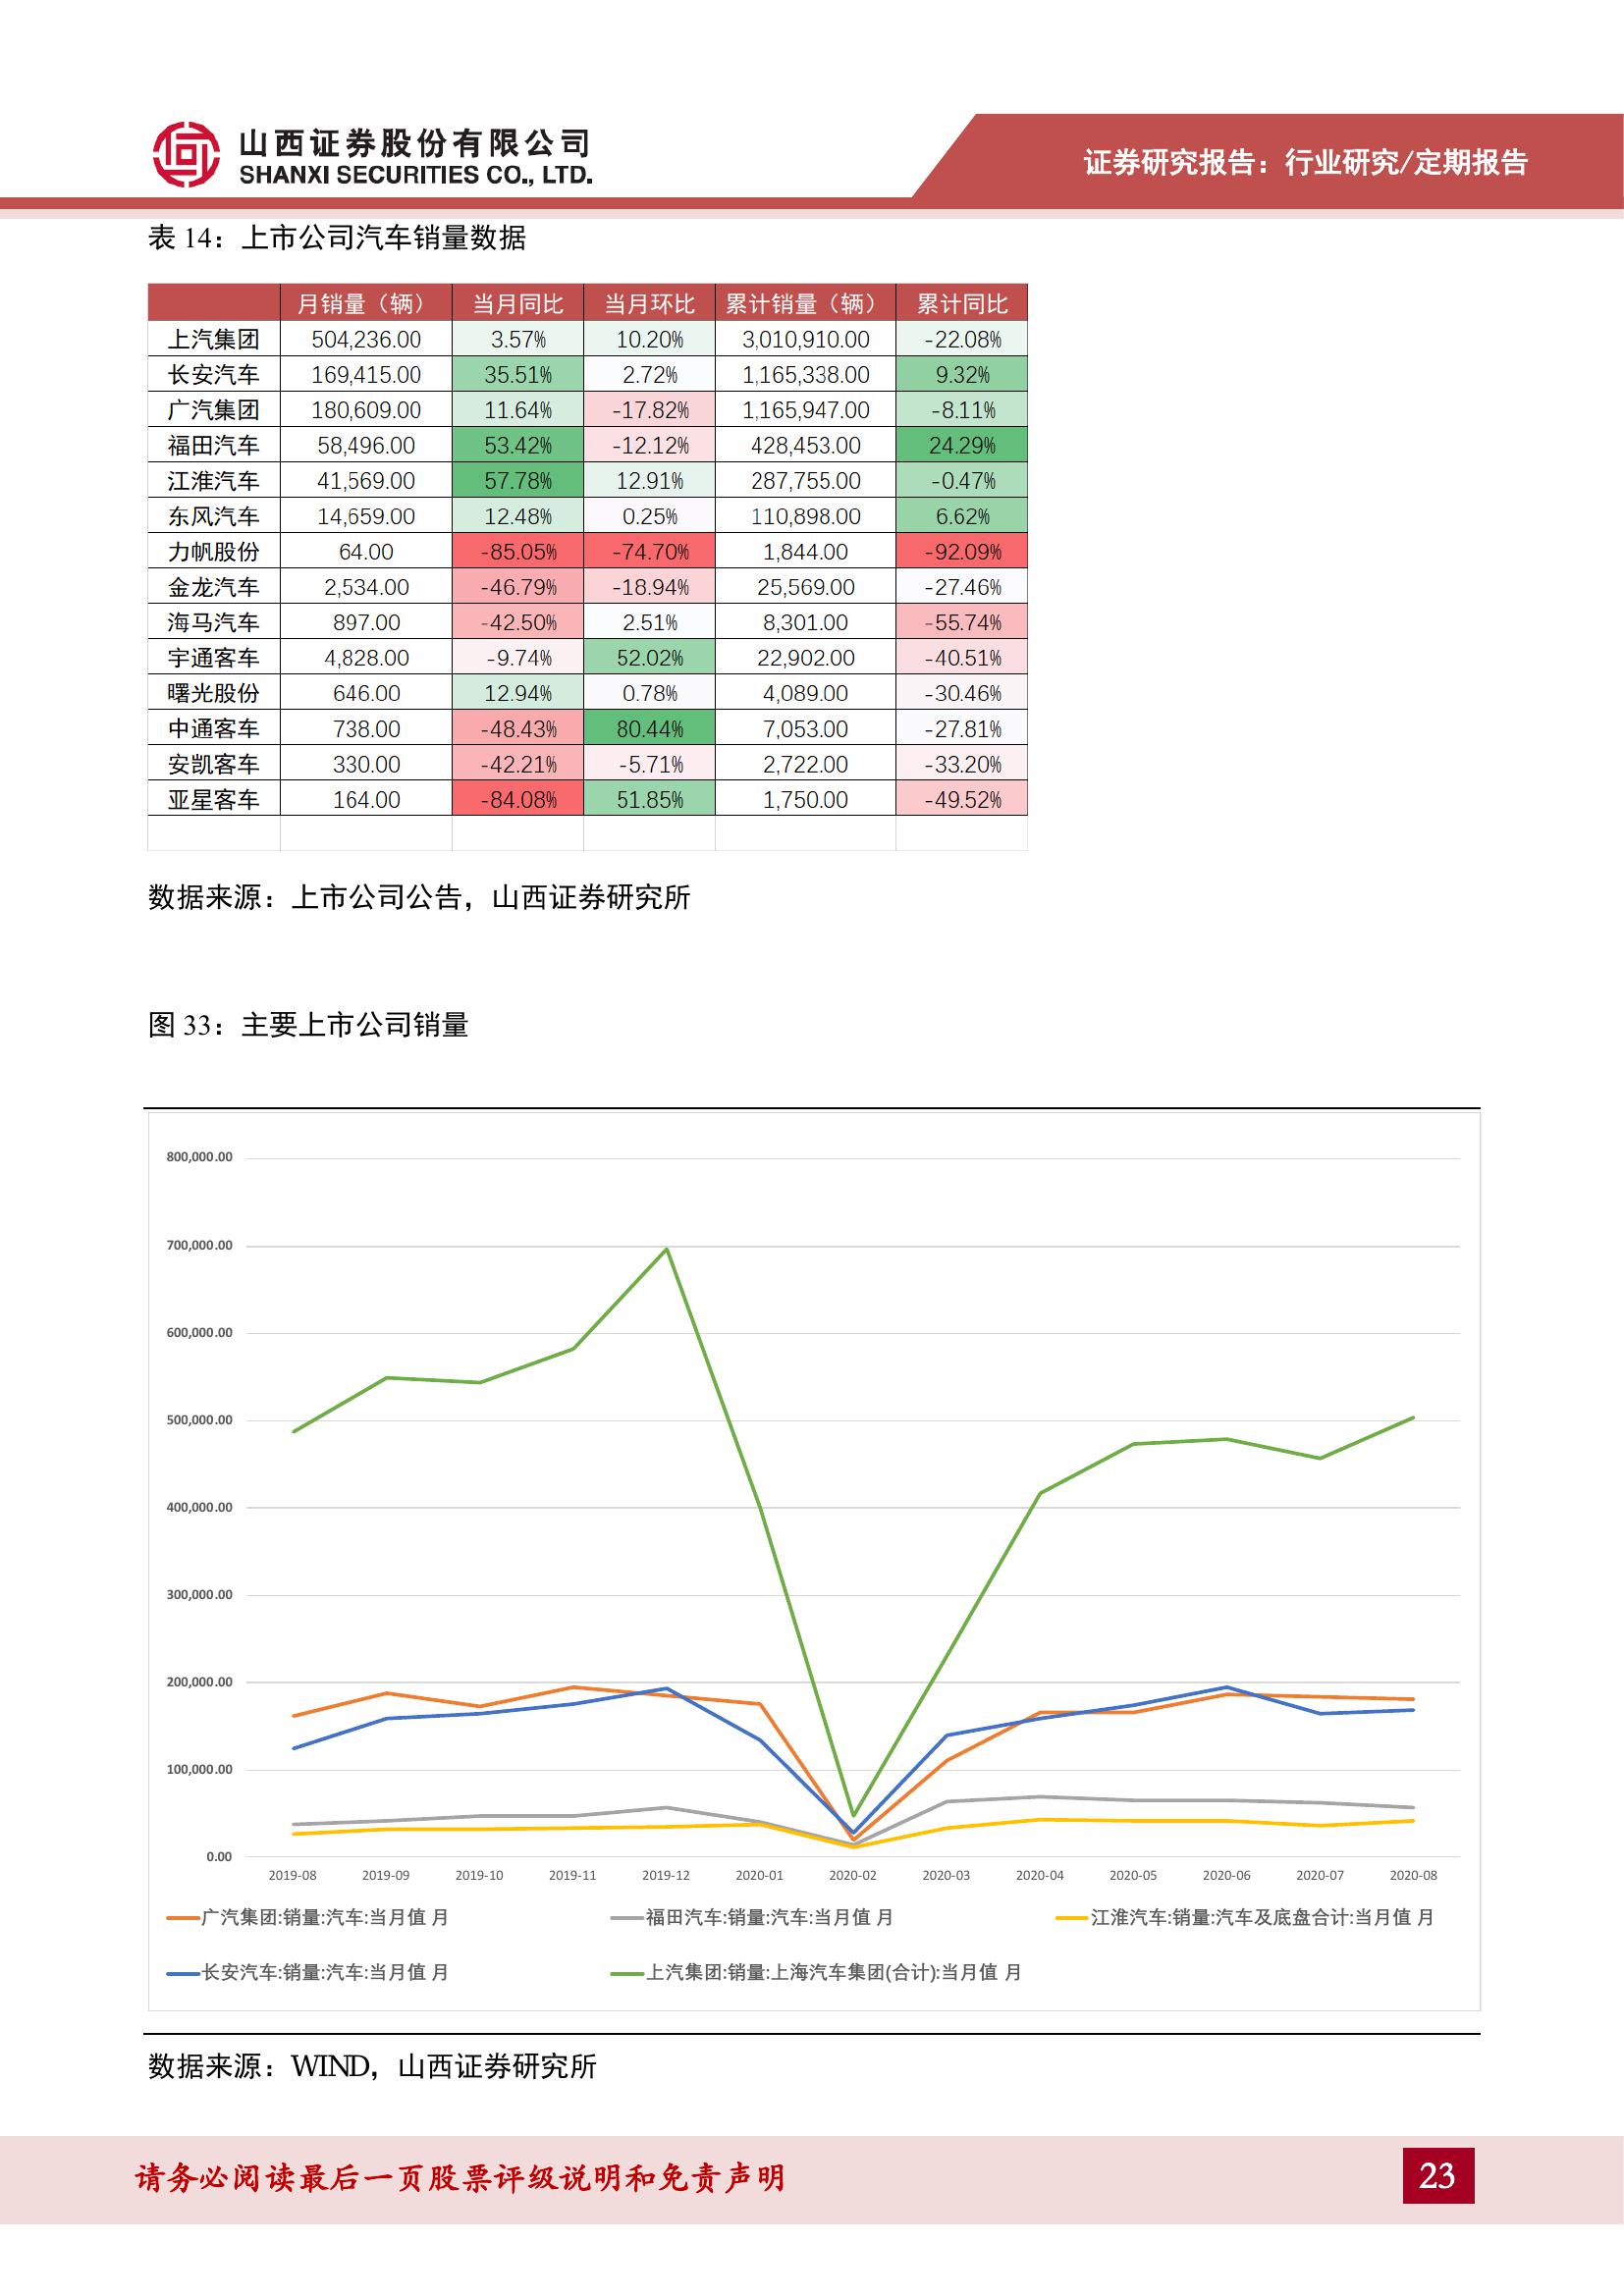 山西证券股份有限公司
SHANXI SECURITIES CO., LTD.
证券研究报告：行业研究/定期报告
表 14：上市公司汽车销量数据
月销量（辆） 当月同比 当月环比 累计销量（辆） 累计同比
上汽集团 504,236.00 3.57% 10.20% 3,010,910.00 -22.08%
长安汽车 169,415.00 35.51% 2.72% 1,165,338.00 9.32%
广汽集团 180,609.00 11.64% -17.82% 1,165,947.00 -8.11%
福田汽车 58,496.00 53.42% -12.12% 428,453.00 24.29%
江淮汽车 41,569.00 57.78% 12.91% 287,755.00 -0.47%
东风汽车 14,659.00 12.48% 0.25% 110,898.00 6.62%
力帆股份 64.00 -85.05% -74.70% 1,844.00 -92.09%
金龙汽车 2,534.00 -46.79% -18.94% 25,569.00 -27.46%
海马汽车 897.00 -42.50% 2.51% 8,301.00 -55.74%
宇通客车 4,828.00 -9.74% 52.02% 22,902.00 -40.51%
曙光股份 646.00 12.94% 0.78% 4,089.00 -30.46%
中通客车 738.00 -48.43% 80.44% 7,053.00 -27.81%
安凯客车 330.00 -42.21% -5.71% 2,722.00 -33.20%
亚星客车 164.00 -84.08% 51.85% 1,750.00 -49.52%
数据来源：上市公司公告，山西证券研究所
图 33：主要上市公司销量
800,000.00
700,000.00
600,000.00
500,000.00
400,000.00
300,000.00
200,000.00
100,000.00
0.00
2019-08 2019-09 2019-10 2019-11 2019-12 2020-01 2020-02 2020-03 2020-04 2020-05 2020-06 2020-07 2020-08
广汽集团:销量:汽车:当月值 月 福田汽车:销量:汽车:当月值 月 江淮汽车:销量:汽车及底盘合计:当月值 月
长安汽车:销量:汽车:当月值 月 上汽集团:销量:上海汽车集团(合计):当月值 月
数据来源：WIND，山西证券研究所
请务必阅读最后一页股票评级说明和免责声明
23